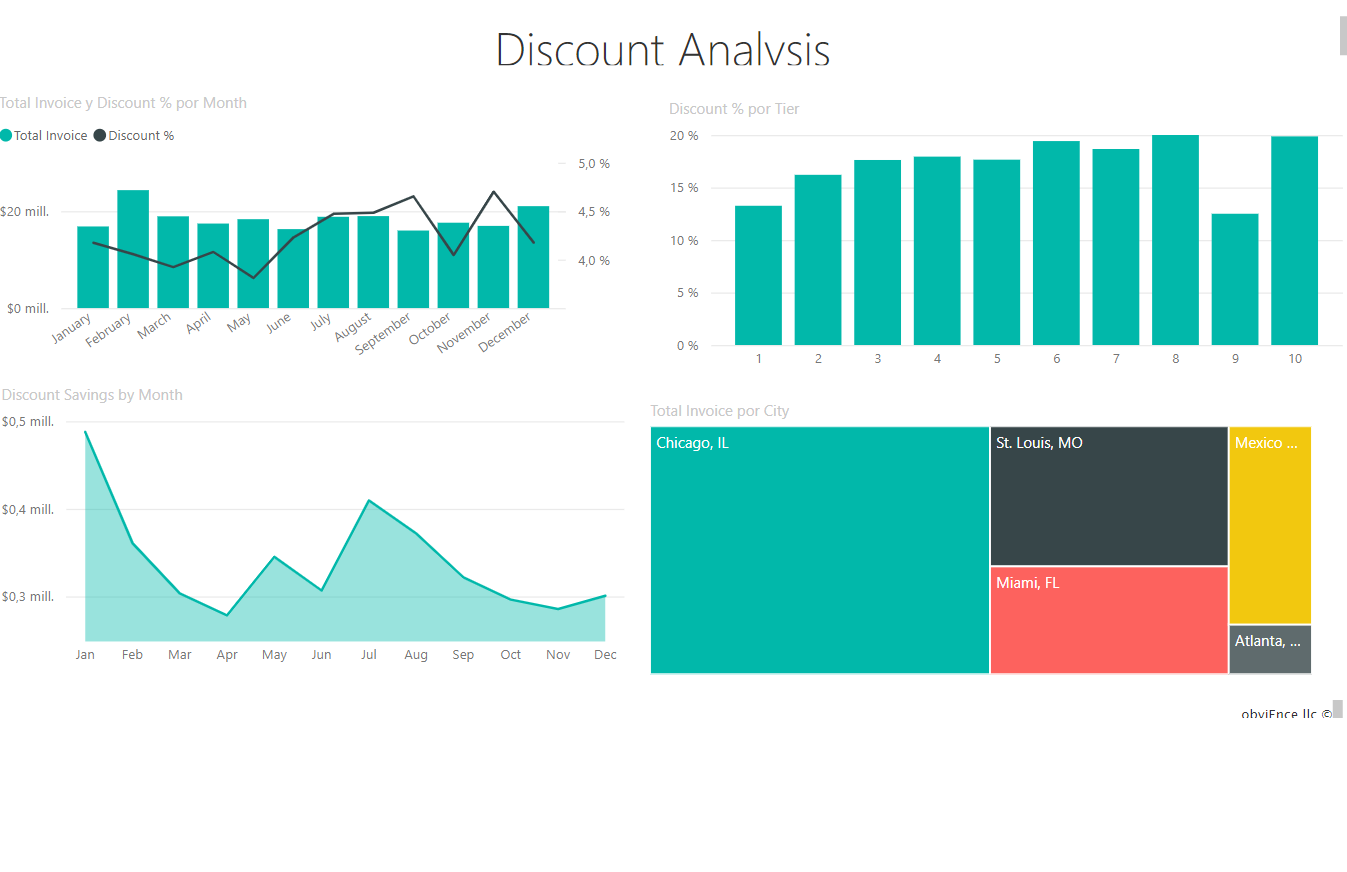 Discount Analysis
Total Invoice y Discount % por Month
Total Invoice Discount %
5,0 %
$20 mill.
4,5 %
4,0 %
$0 mill.
January February March April May June July August September October November December
Discount % por Tier
20 %
15 %
10 %
5 %
0 %
1 2 3 4 5 6 7 8 9 10
Discount Savings by Month
$0,5 mill.
$0,4 mill.
$0,3 mill.
Jan Feb Mar Apr May Jun Jul Aug Sep Oct Nov Dec
Total Invoice por City
Chicago, IL
St. Louis, MO
Mexico ...
Miami, FL
Atlanta, ...
obviEnce llc ©